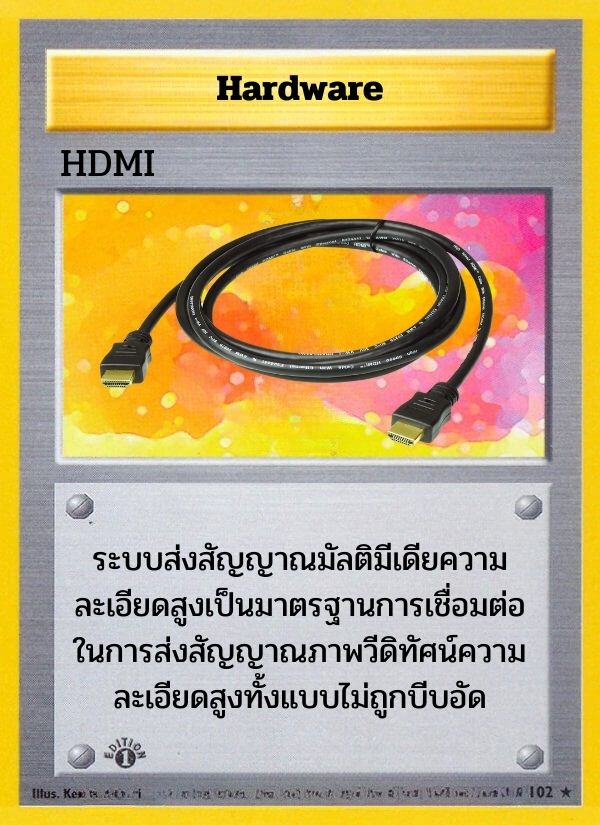 Hardware
HDMI
ระบบส่งสัญญาณมัลติมีเดียความ
ละเอียดสูงเป็นมาตรฐานการเชื่อมต่อ
ในการส่งสัญญาณภาพวีดิทัศน์ความ
ละเอียดสูงทั้งแบบไม่ถูกบีบอัด
EDITION
1
Illus. 102 ★